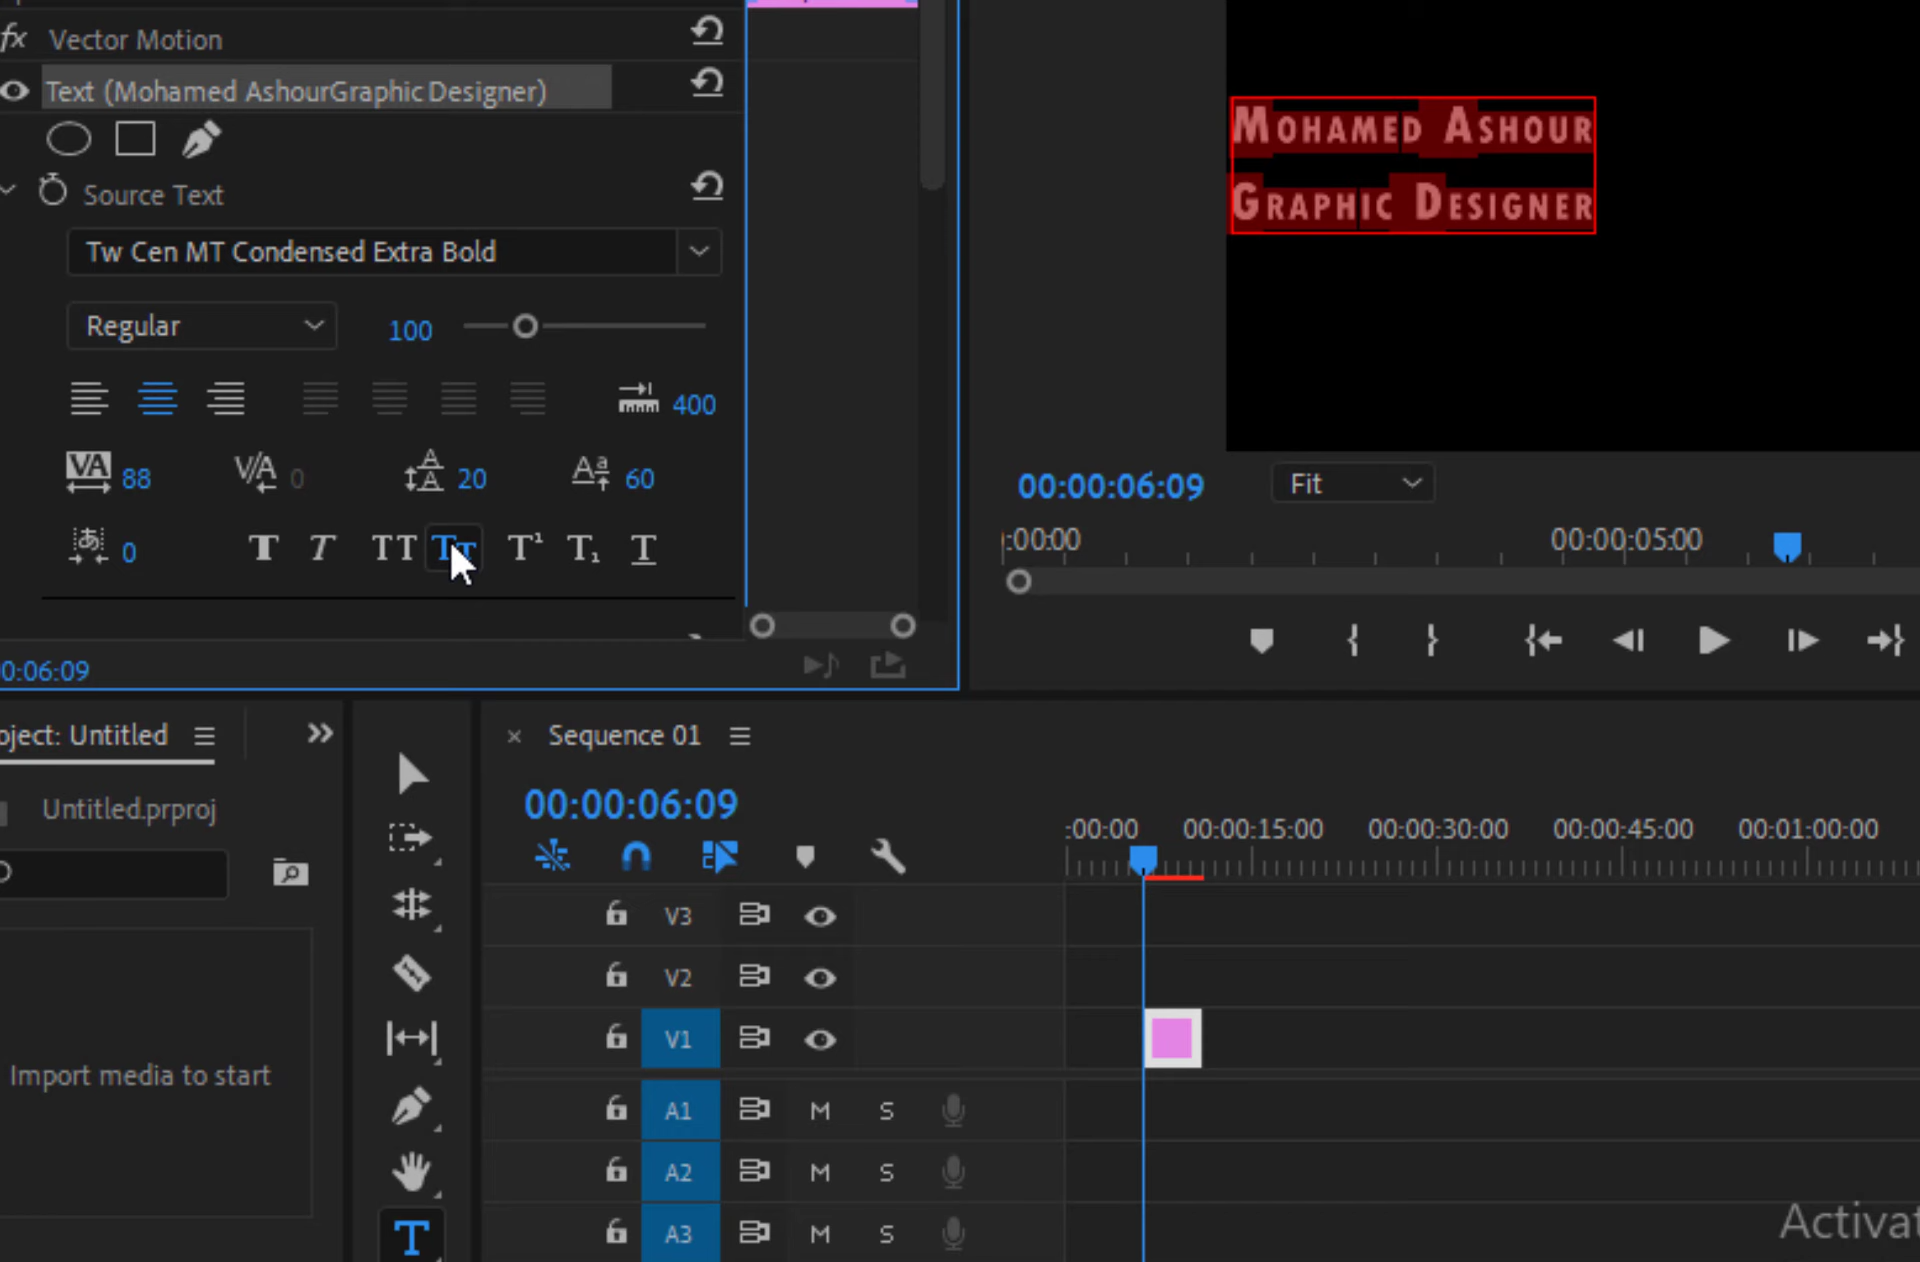 fx Vector Motion
Text (Mohamed AshourGraphic Designer)
Source Text
Tw Cen MT Condensed Extra Bold
Regular
100
400
88
0
20
60
0
0:06:09
Mohamed Ashour
Graphic Designer
00:00:06:09
Fit
:00:00
00:00:05:00
oject: Untitled
Untitled.prproj
Import media to start
Sequence 01
00:00:06:09
:00:00
00:00:15:00
00:00:30:00
00:00:45:00
00:01:00:00
V3
V2
V1
A1 M S
A2 M S
A3 M S
Activat